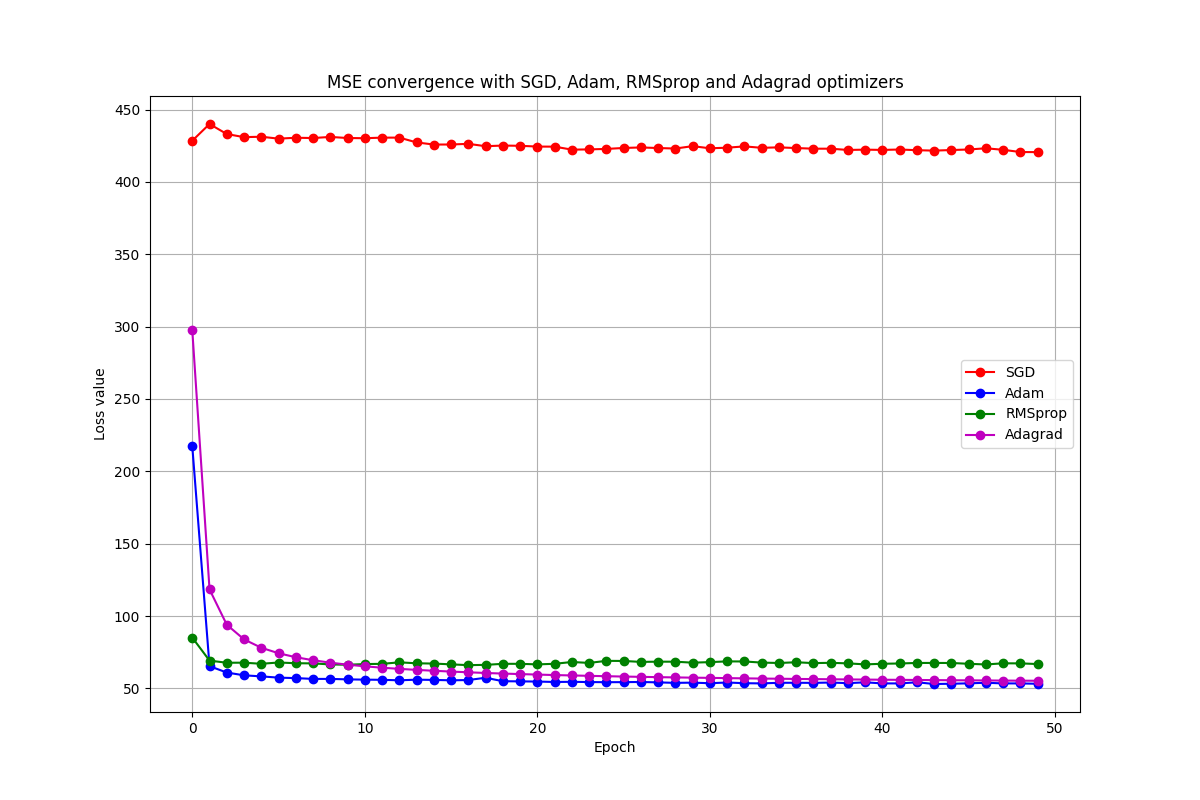 MSE convergence with SGD, Adam, RMSprop and Adagrad optimizers
450
400
350
300
250
200
150
100
50
Loss value
SGD
Adam
RMSprop
Adagrad
0 10 20 30 40 50
Epoch